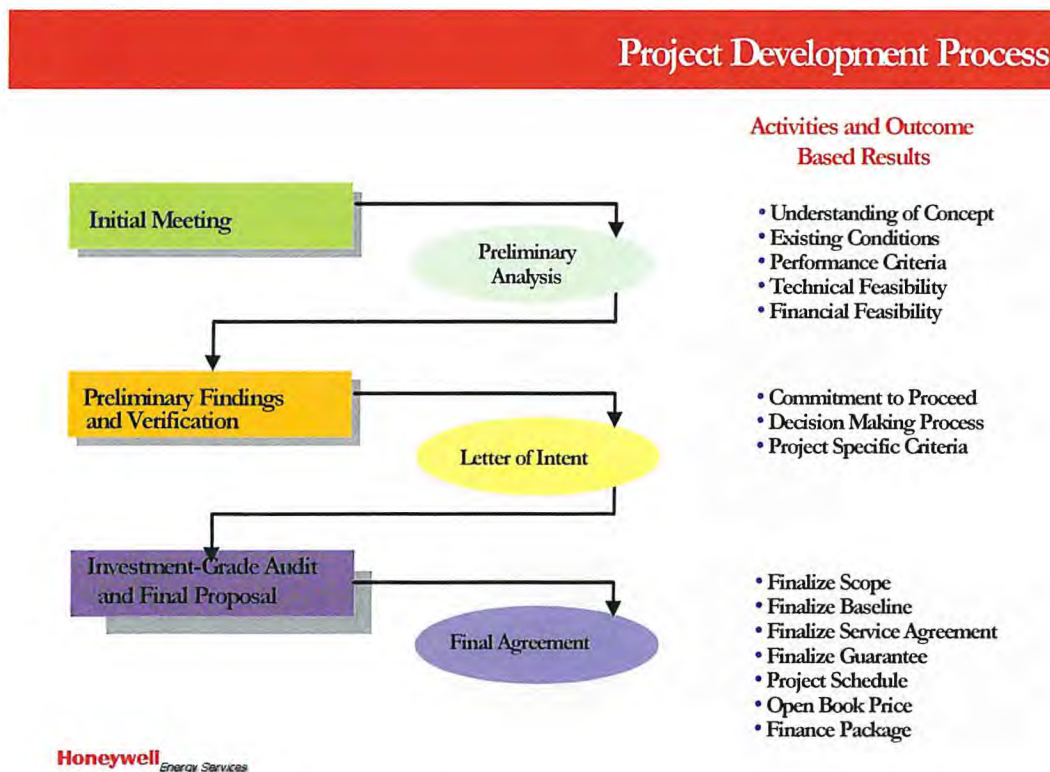 Project Development Process
Activities and Outcome
Based Results
Initial Meeting
Preliminary
Analysis
• Understanding of Concept
• Existing Conditions
• Performance Criteria
• Technical Feasibility
• Financial Feasibility
Preliminary Findings
and Verification
Letter of Intent
• Commitment to Proceed
• Decision Making Process
• Project Specific Criteria
Investment-Grade Audit
and Final Proposal
Final Agreement
• Finalize Scope
• Finalize Baseline
• Finalize Service Agreement
• Finalize Guarantee
• Project Schedule
• Open Book Price
• Finance Package
Honeywell Energy Services